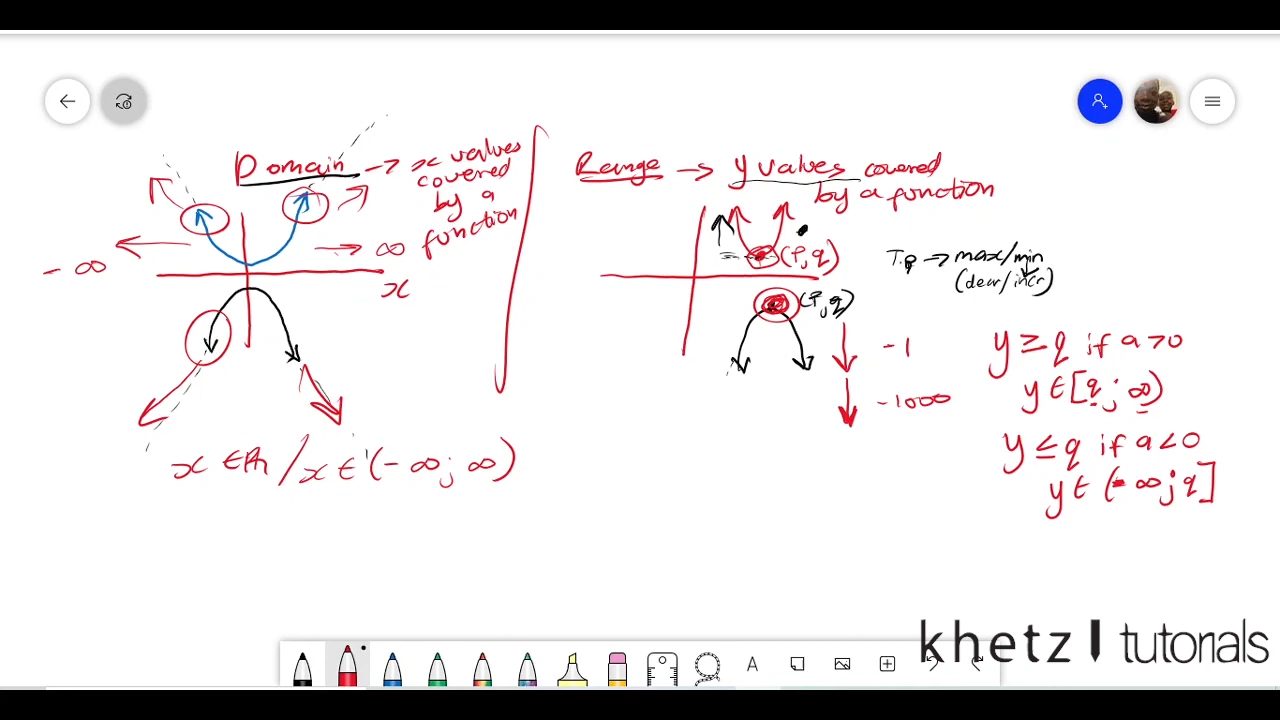 Domain → x values
covered
by a
function
- ∞
∞
x
x ∈ R / x ∈ (- ∞ ; ∞)
Range → y values covered
by a function
(p, q)
T.P → max/min
(decr/incr)
(p, q)
-1
-1000
y ≥ q if a > 0
y ∈ [q ; ∞)
y ≤ q if a < 0
y ∈ (- ∞ ; q]
A
khetz tutorials